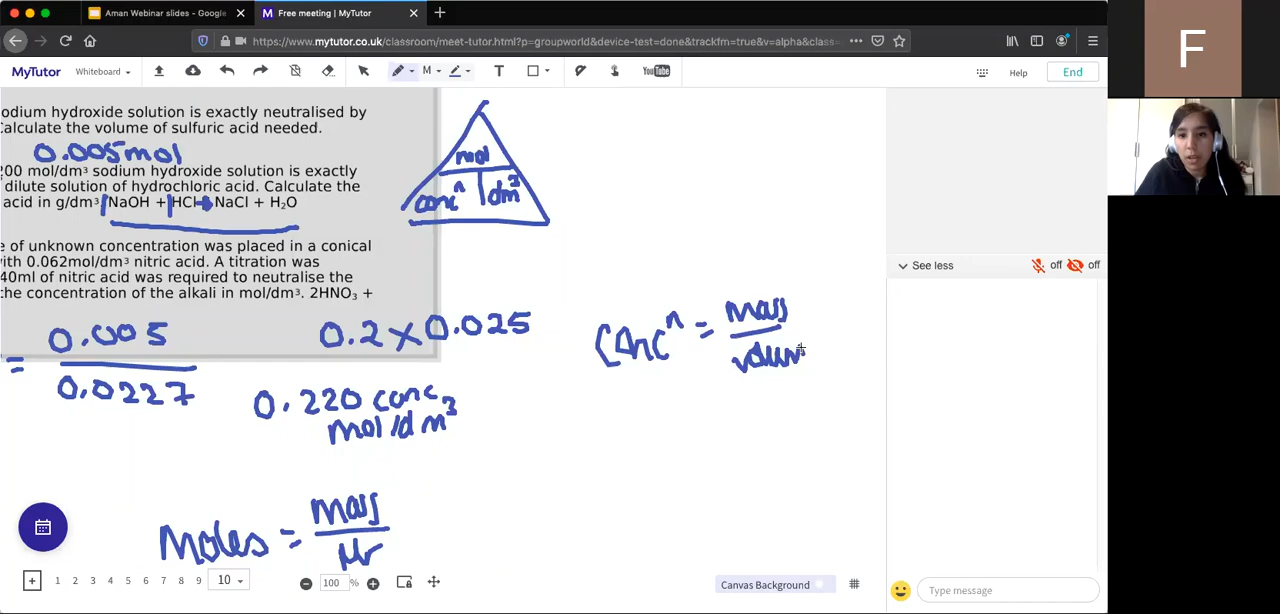 Aman Webinar slides - Google
Free meeting | MyTutor
https://www.mytutor.co.uk/classroom/meet-tutor.html?p=groupworld&device-test=done&trackfm=true&v=alpha&class=
MyTutor
Whiteboard
M
T
YouTube
Help
End
F
odium hydroxide solution is exactly neutralised by
Calculate the volume of sulfuric acid needed.
0.005mol
200 mol/dm³ sodium hydroxide solution is exactly
dilute solution of hydrochloric acid. Calculate the
acid in g/dm³ NaOH + HCl → NaCl + H₂O
e of unknown concentration was placed in a conical
with 0.062mol/dm³ nitric acid. A titration was
40ml of nitric acid was required to neutralise the
the concentration of the alkali in mol/dm³. 2HNO₃ +
mol
concⁿ dm³
= 0.005
0.0227
0.2 × 0.025
0.220 conc
mol/dm³
concⁿ = mass
volum
Moles = mass
Mr
See less
off off
+ 1 2 3 4 5 6 7 8 9 10
100 %
Canvas Background
Type message